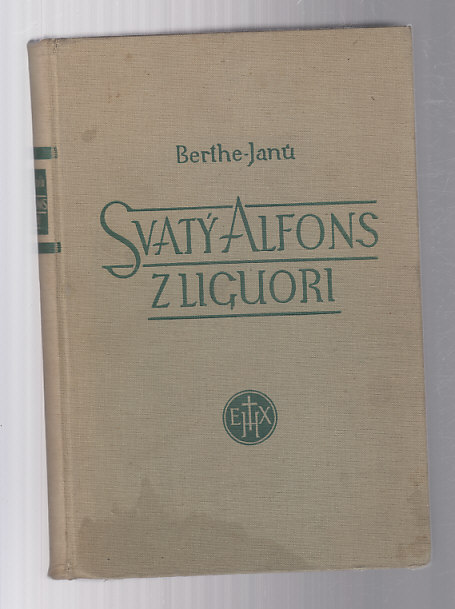 Berthe-Janů
SVATÝ ALFONS
Z LIGUORI
E H X